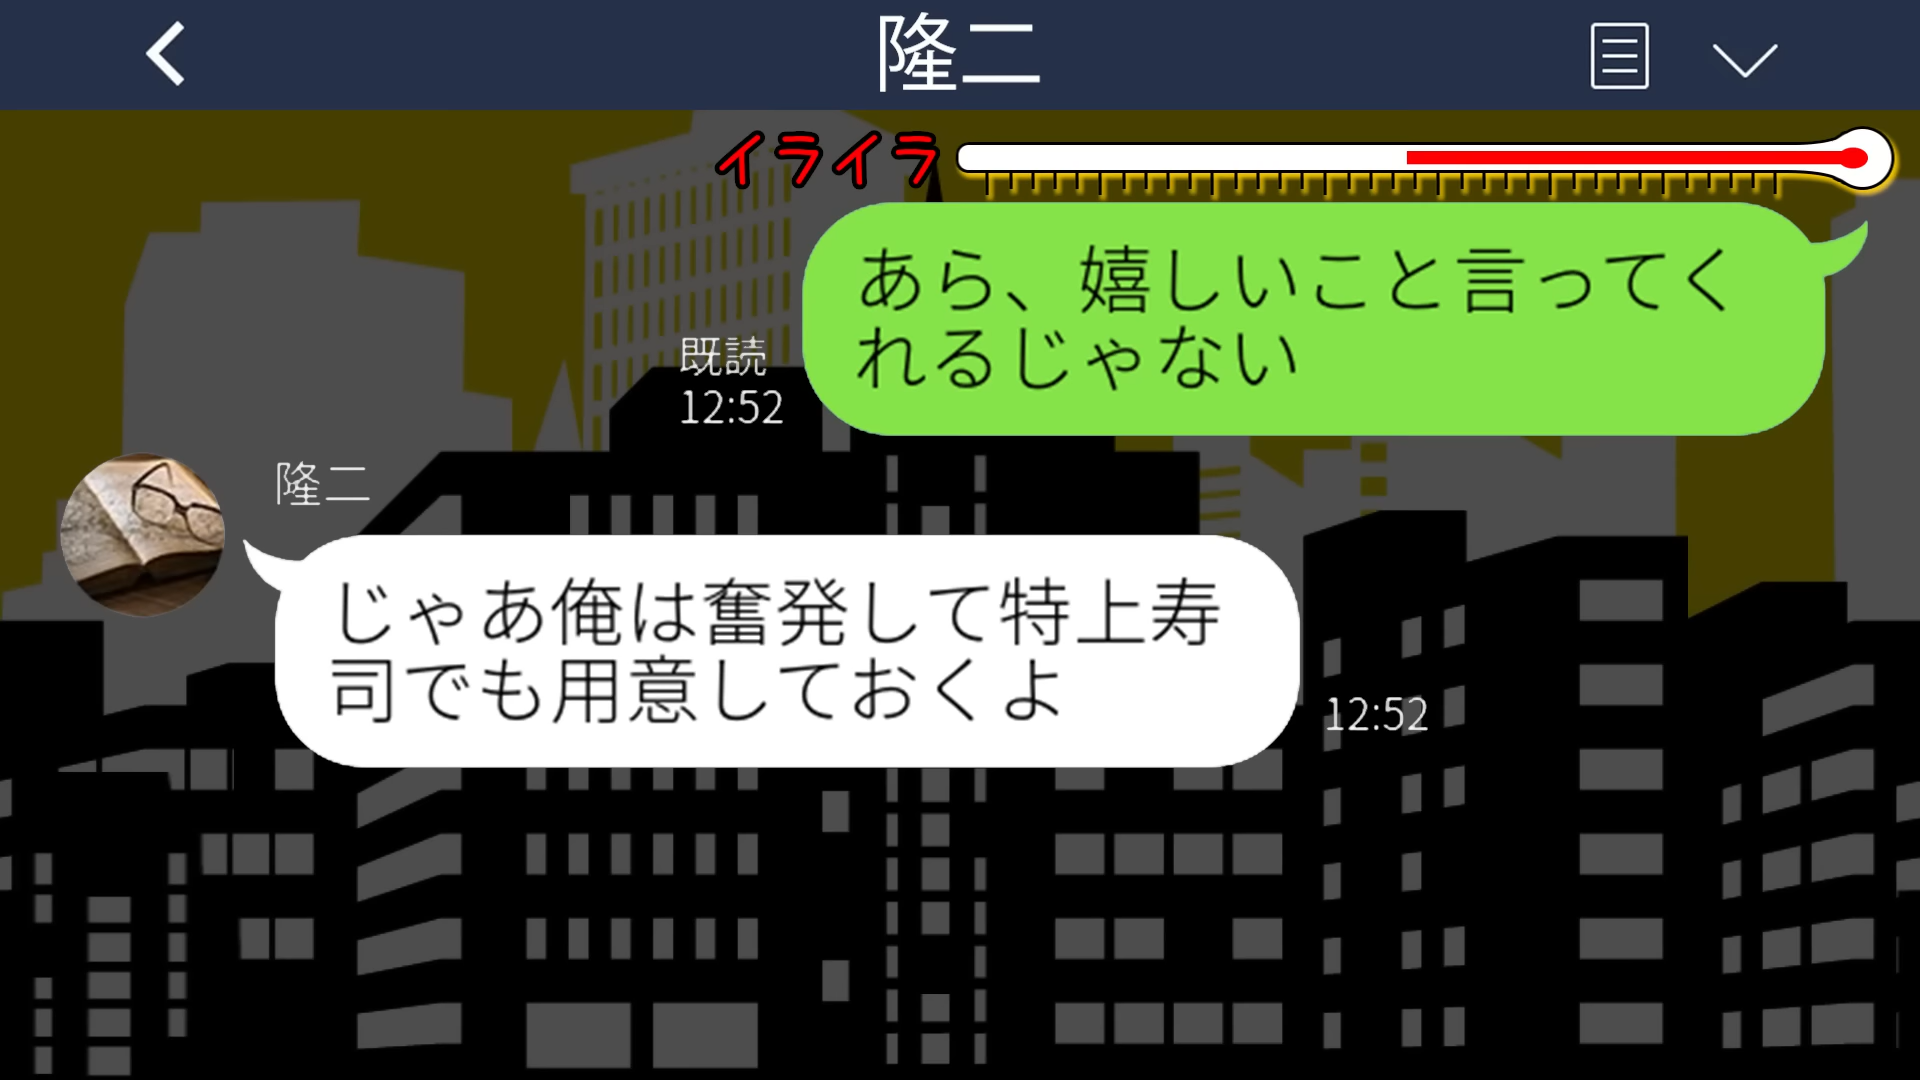 隆二
イライラ
あら、嬉しいこと言ってく
れるじゃない
既読
12:52
隆二
じゃあ俺は奮発して特上寿
司でも用意しておくよ
12:52